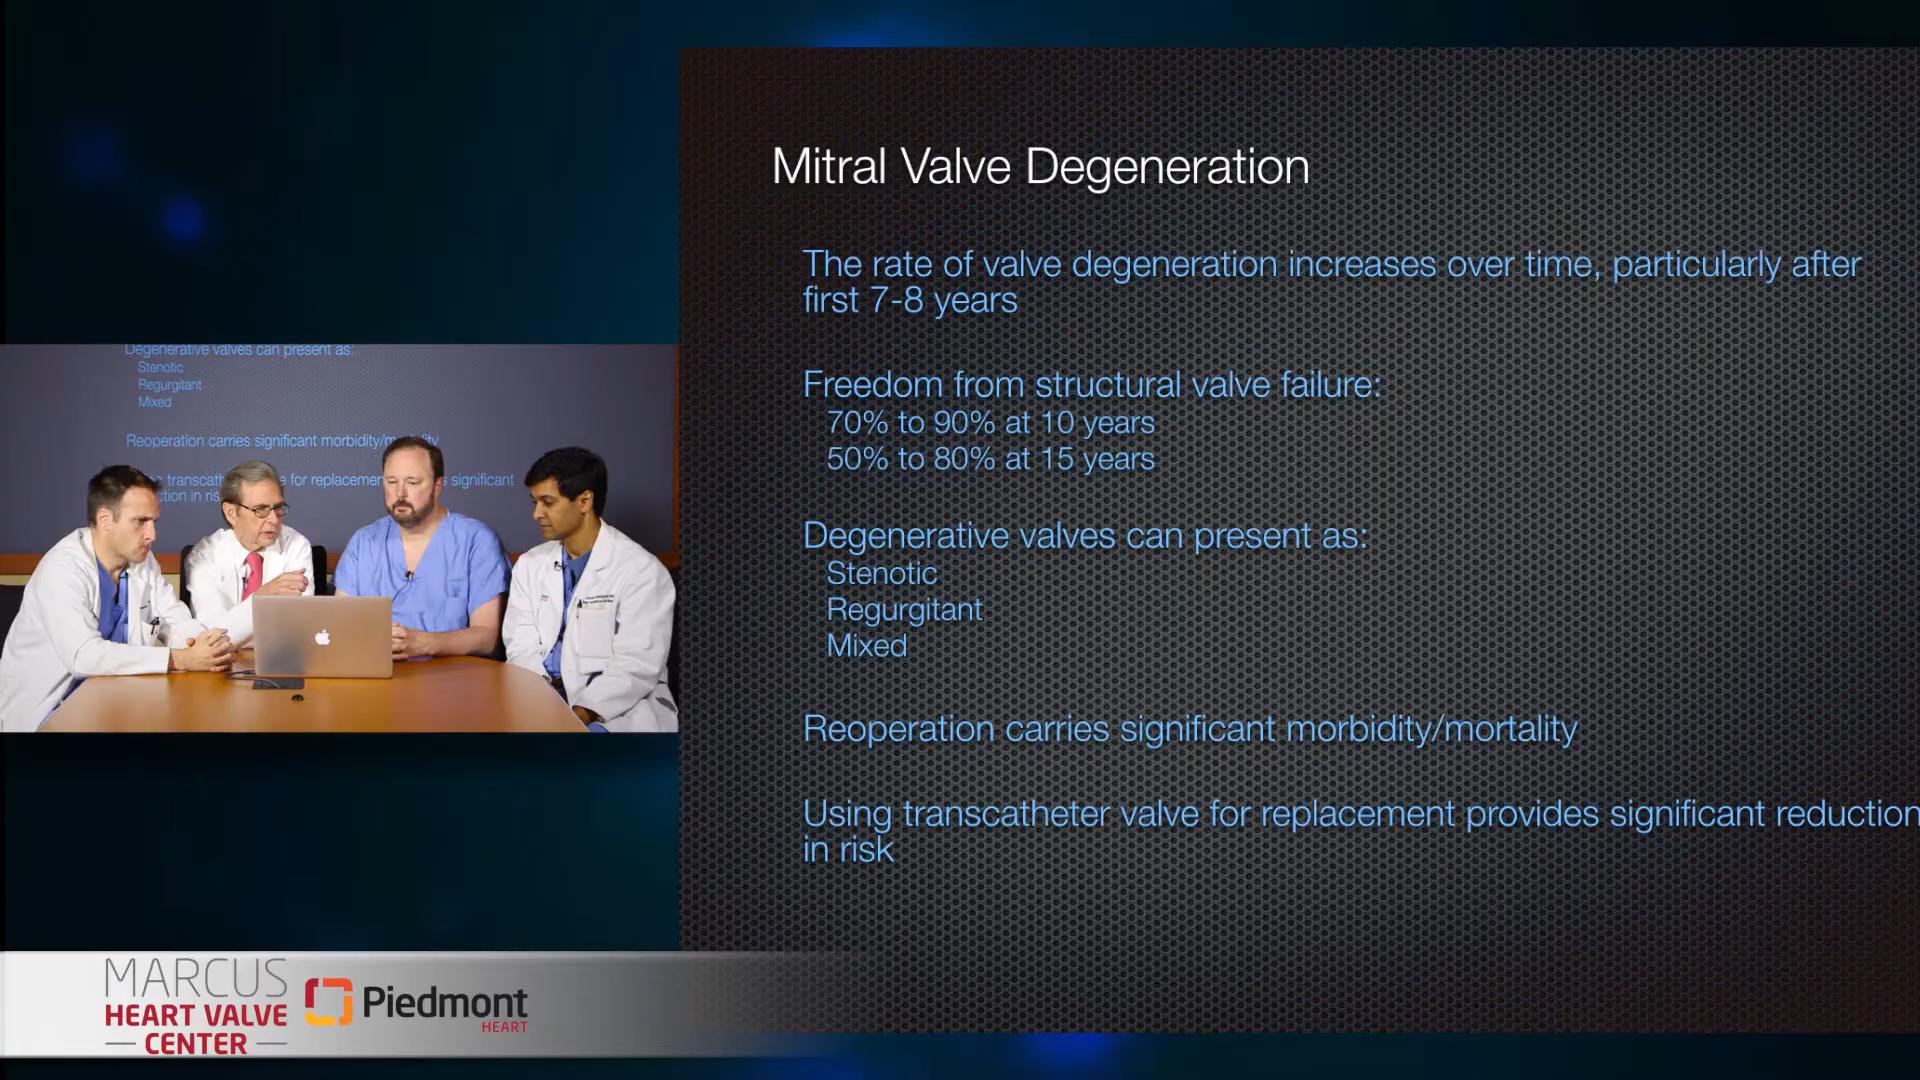 Mitral Valve Degeneration
The rate of valve degeneration increases over time, particularly after
first 7-8 years
Freedom from structural valve failure:
70% to 90% at 10 years
50% to 80% at 15 years
Degenerative valves can present as:
Stenotic
Regurgitant
Mixed
Reoperation carries significant morbidity/mortality
Using transcatheter valve for replacement provides significant reduction
in risk
Degenerative valves can present as:
Stenotic
Regurgitant
Mixed
Reoperation carries significant
for significant
in
MARCUS
HEART VALVE
CENTER
Piedmont
HEART